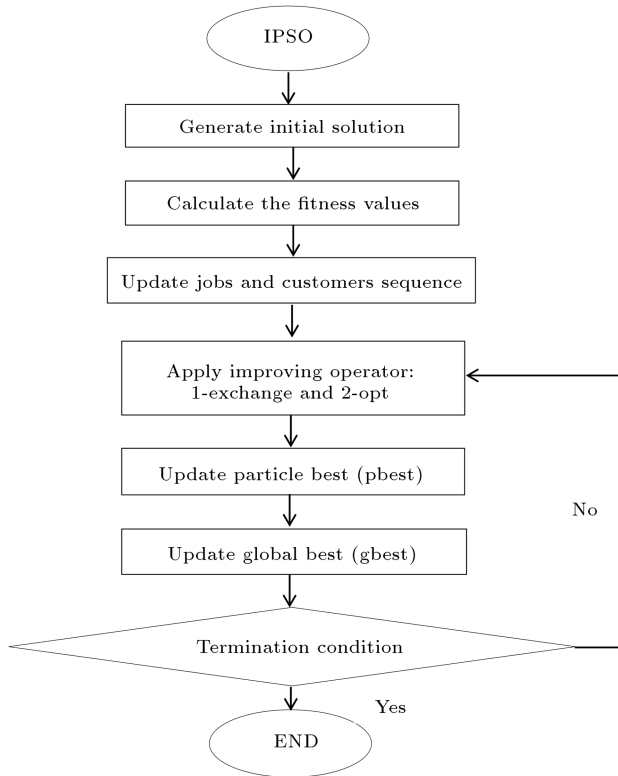 IPSO
Generate initial solution
Calculate the fitness values
Update jobs and customers sequence
Apply improving operator:
1-exchange and 2-opt
Update particle best (pbest)
No
Update global best (gbest)
Termination condition
Yes
END